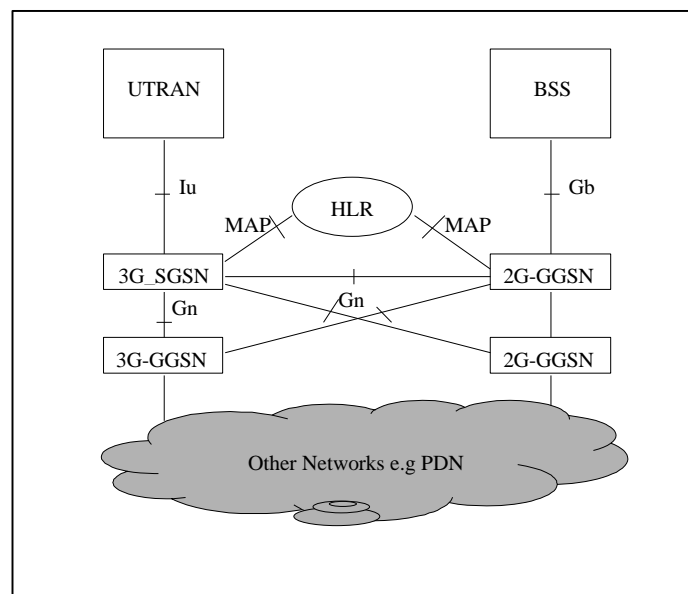 UTRAN
BSS
Iu
Gb
HLR
MAP
MAP
3G_SGSN
2G-GGSN
Gn
Gn
3G-GGSN
2G-GGSN
Other Networks e.g PDN